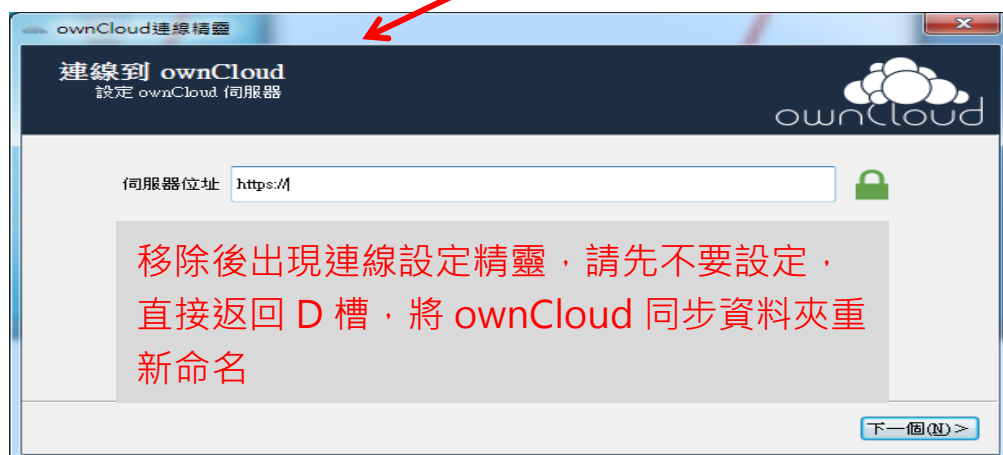 ownCloud連線精靈
連線到 ownCloud
設定 ownCloud 伺服器
ownCloud
伺服器位址 https://
移除後出現連線設定精靈，請先不要設定，
直接返回 D 槽，將 ownCloud 同步資料夾重
新命名
下一個(N) >